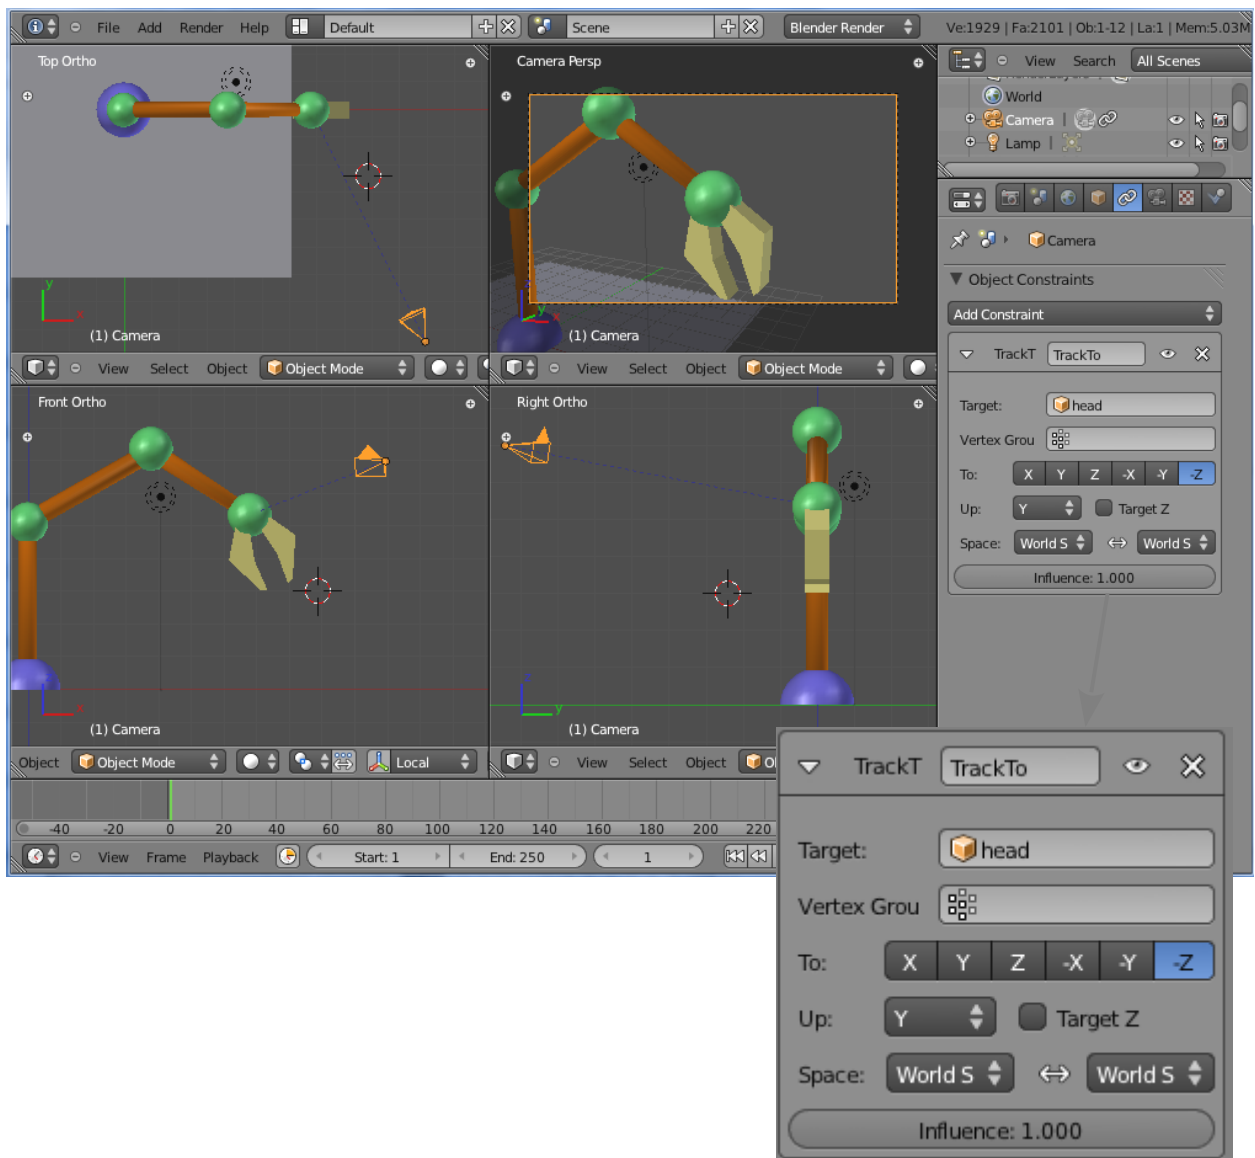 File Add Render Help Default Scene Blender Render Ve:1929 | Fa:2101 | Ob:1-12 | La:1 | Mem:5.03M
Top Ortho
y
(1) Camera
View Select Object Object Mode
Camera Persp
y
(1) Camera
View Select Object Object Mode
Front Ortho
x
(1) Camera
Object Object Mode Local
Right Ortho
z
y
(1) Camera
View Select Object
View Search All Scenes
World
Camera |
Lamp |
Camera
Object Constraints
Add Constraint
TrackT TrackTo
Target: head
Vertex Grou
To: X Y Z -X -Y -Z
Up: Y Target Z
Space: World S World S
Influence: 1.000
-40 -20 0 20 40 60 80 100 120 140 160 180 200 220
View Frame Playback Start: 1 End: 250 1
TrackT TrackTo
Target: head
Vertex Grou
To: X Y Z -X -Y -Z
Up: Y Target Z
Space: World S World S
Influence: 1.000